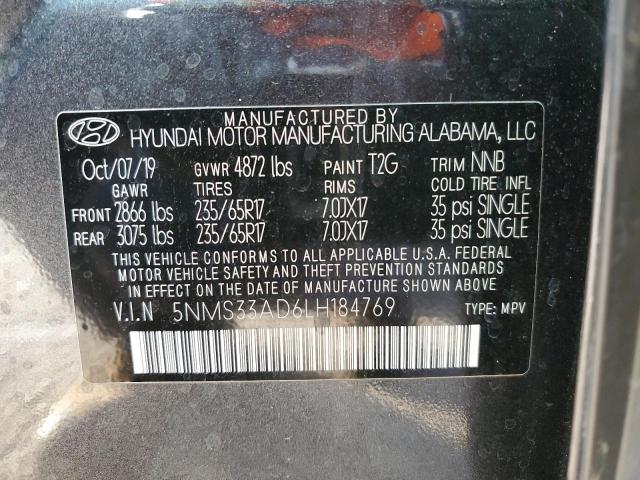 MANUFACTURED BY
HYUNDAI MOTOR MANUFACTURING ALABAMA, LLC
Oct/07/19 GVWR 4872 lbs PAINT T2G TRIM NNB
GAWR TIRES RIMS COLD TIRE INFL
FRONT 2866 lbs 235/65R17 7.0JX17 35 psi SINGLE
REAR 3075 lbs 235/65R17 7.0JX17 35 psi SINGLE
THIS VEHICLE CONFORMS TO ALL APPLICABLE U.S.A. FEDERAL
MOTOR VEHICLE SAFETY AND THEFT PREVENTION STANDARDS
IN EFFECT ON THE DATE OF MANUFACTURE SHOWN ABOVE
V.I.N 5NMS33AD6LH184769 TYPE: MPV